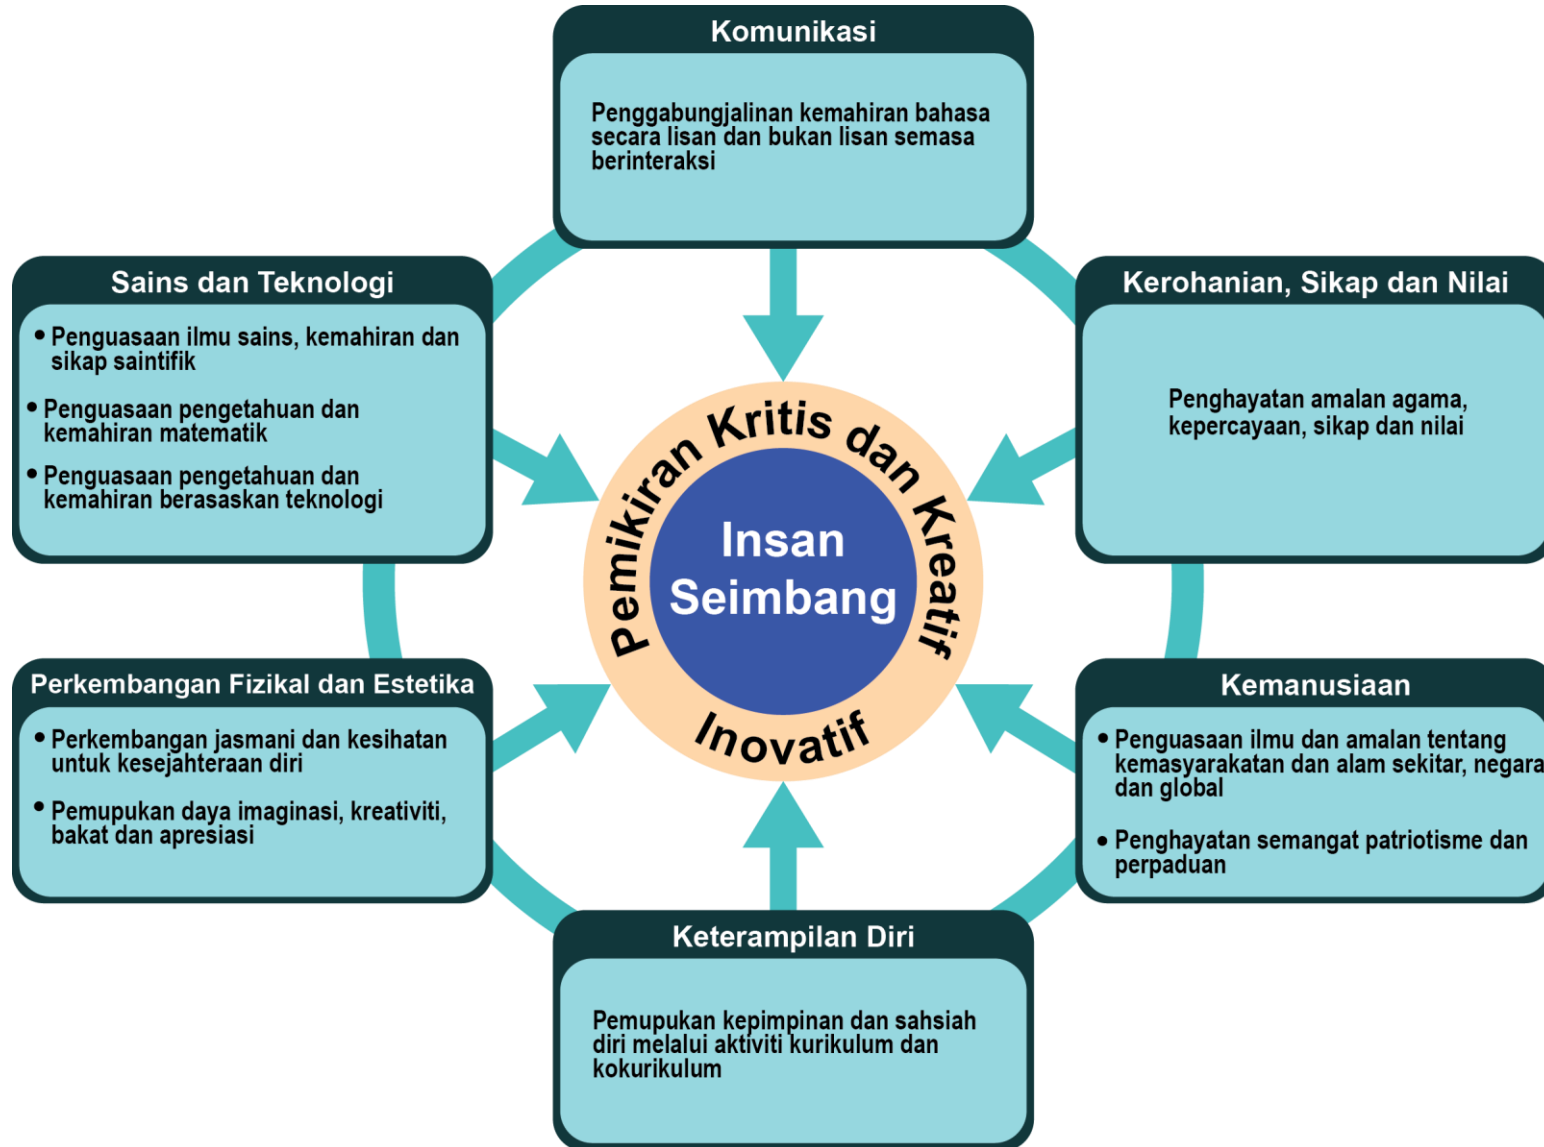 Komunikasi
Penggabungjalinan kemahiran bahasa
secara lisan dan bukan lisan semasa
berinteraksi
Sains dan Teknologi
• Penguasaan ilmu sains, kemahiran dan
sikap saintifik
• Penguasaan pengetahuan dan
kemahiran matematik
• Penguasaan pengetahuan dan
kemahiran berasaskan teknologi
Kerohanian, Sikap dan Nilai
Penghayatan amalan agama,
kepercayaan, sikap dan nilai
Pemikiran Kritis dan Kreatif
Insan
Seimbang
Inovatif
Perkembangan Fizikal dan Estetika
• Perkembangan jasmani dan kesihatan
untuk kesejahteraan diri
• Pemupukan daya imaginasi, kreativiti,
bakat dan apresiasi
Kemanusiaan
• Penguasaan ilmu dan amalan tentang
kemasyarakatan dan alam sekitar, negara
dan global
• Penghayatan semangat patriotisme dan
perpaduan
Keterampilan Diri
Pemupukan kepimpinan dan sahsiah
diri melalui aktiviti kurikulum dan
kokurikulum